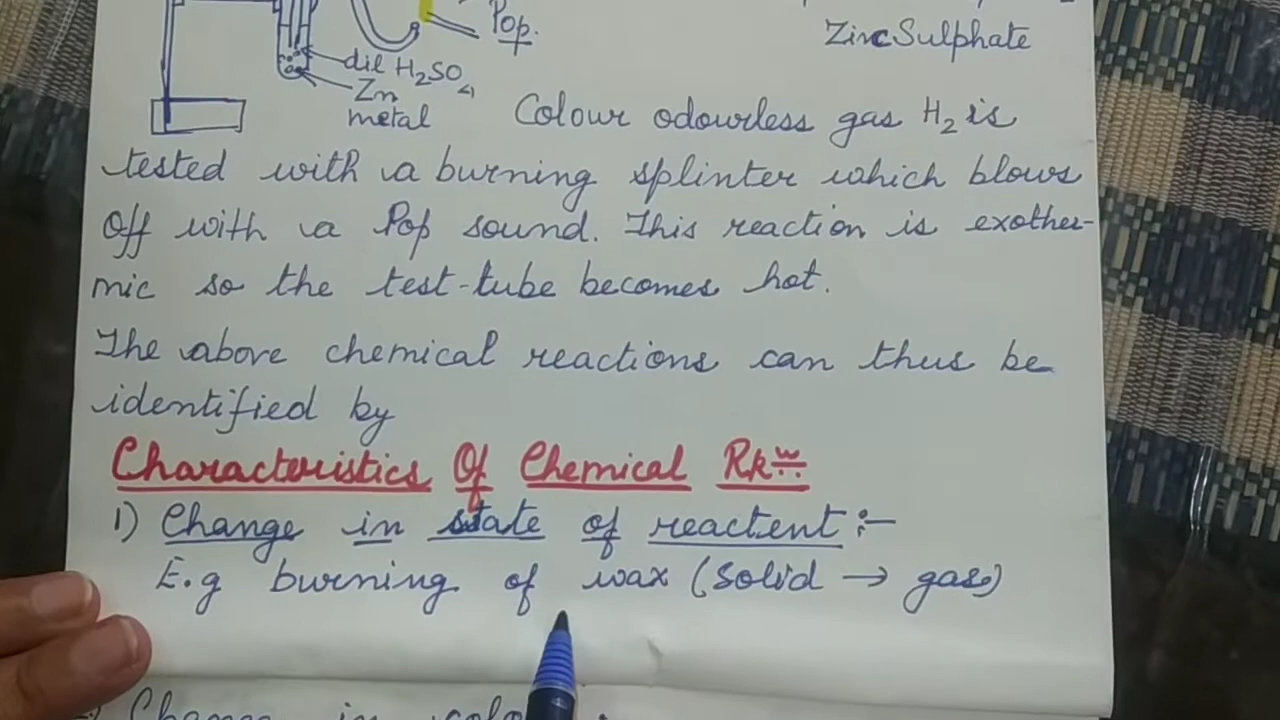 Pop.
Zinc Sulphate
dil H₂SO₄
Zn
metal
Colour odourless gas H₂ is
tested with a burning splinter which blows
off with a Pop sound. This reaction is exother-
mic so the test-tube becomes hot.
The above chemical reactions can thus be
identified by
Characteristics Of Chemical
1) Change in state of reactent :-
E.g burning of wax (solid → gas)
Change in